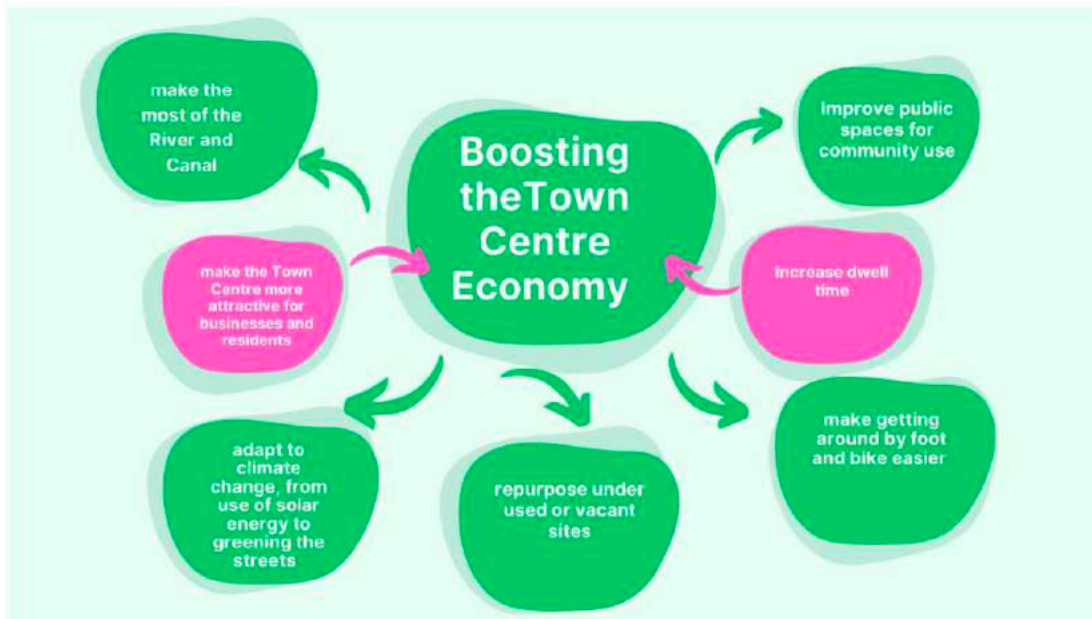 make the
most of the
River and
Canal
Boosting
theTown
Centre
Economy
Improve public
spaces for
community use
make the Town
Centre more
attractive for
businesses and
residents
increase dwell
time
adapt to
climate
change, from
use of solar
energy to
greening the
streets
repurpose under
used or vacant
sites
make getting
around by foot
and bike easier